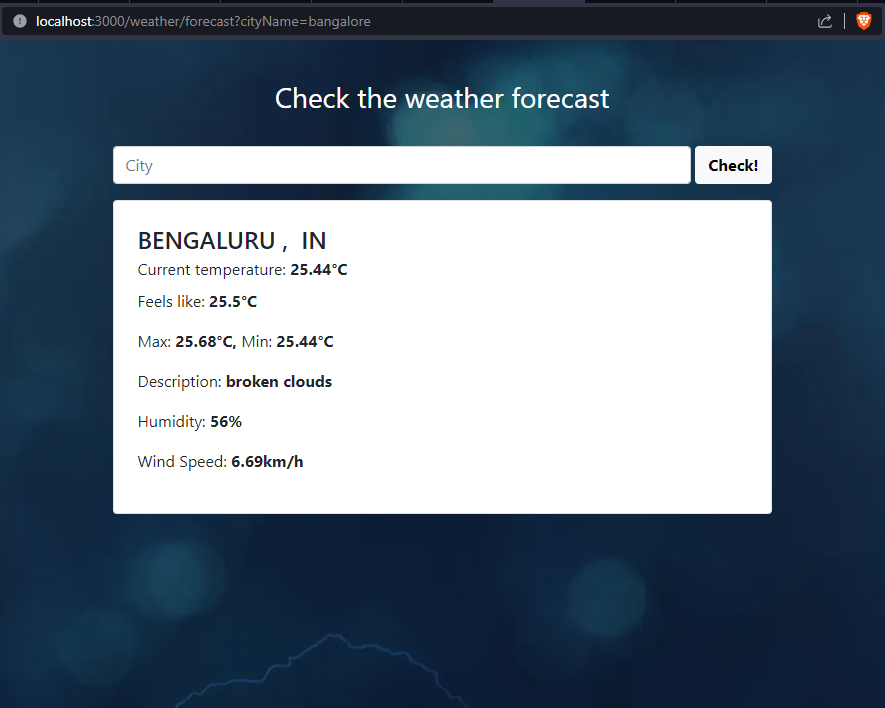 localhost:3000/weather/forecast?cityName=bangalore
Check the weather forecast
City Check!
BENGALURU , IN
Current temperature: 25.44°C
Feels like: 25.5°C
Max: 25.68°C, Min: 25.44°C
Description: broken clouds
Humidity: 56%
Wind Speed: 6.69km/h